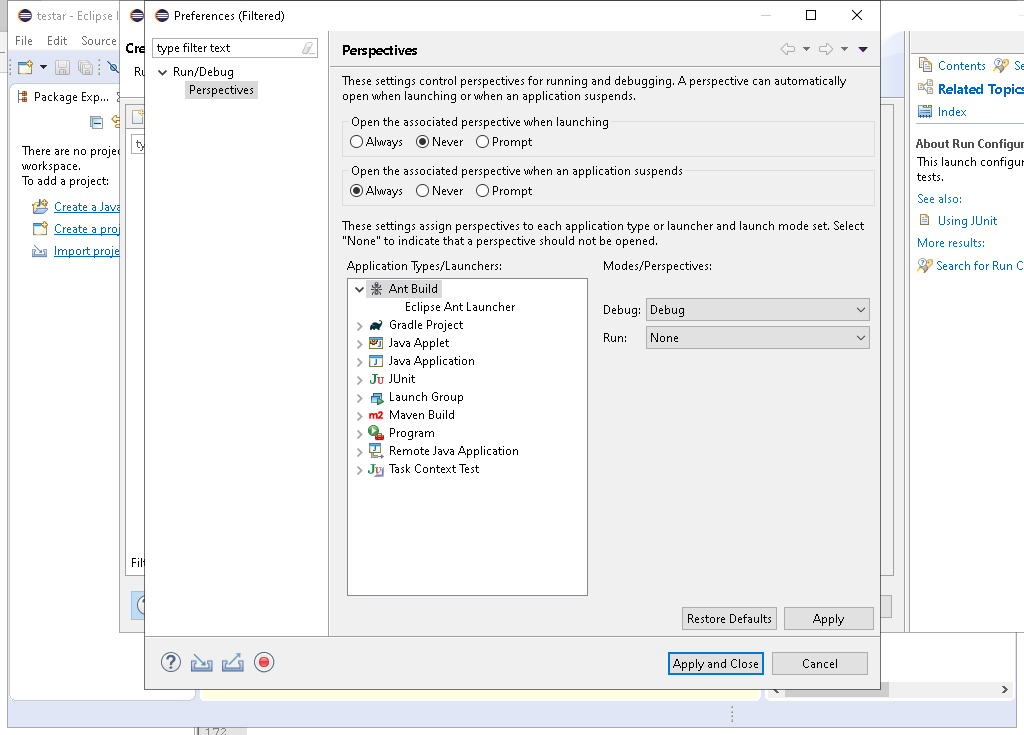 testar - Eclipse I
Preferences (Filtered)
File Edit Source
Cre
type filter text
Perspectives
Contents
Se
Run/Debug
Perspectives
These settings control perspectives for running and debugging. A perspective can automatically
open when launching or when an application suspends.
Related Topics
Package Exp...
Index
Open the associated perspective when launching
Always Never Prompt
There are no projec
workspace.
To add a project:
ty
About Run Configur
This launch configur
tests.
Open the associated perspective when an application suspends
Always Never Prompt
See also:
Create a Java
Using JUnit
Create a proj
These settings assign perspectives to each application type or launcher and launch mode set. Select
"None" to indicate that a perspective should not be opened.
More results:
Import proje
Application Types/Launchers:
Modes/Perspectives:
Search for Run C
Ant Build
Eclipse Ant Launcher
Debug: Debug
Gradle Project
Java Applet
Run: None
Java Application
JUnit
Launch Group
m2 Maven Build
Program
Remote Java Application
Task Context Test
Filt
Restore Defaults
Apply
Apply and Close
Cancel
172